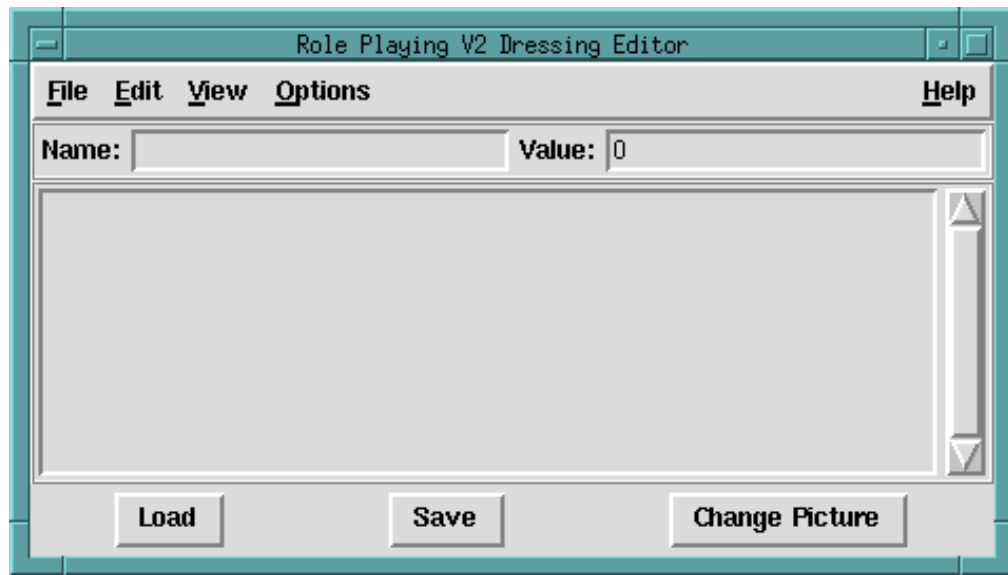 Role Playing V2 Dressing Editor
File Edit View Options Help
Name: Value: 0
Load Save Change Picture